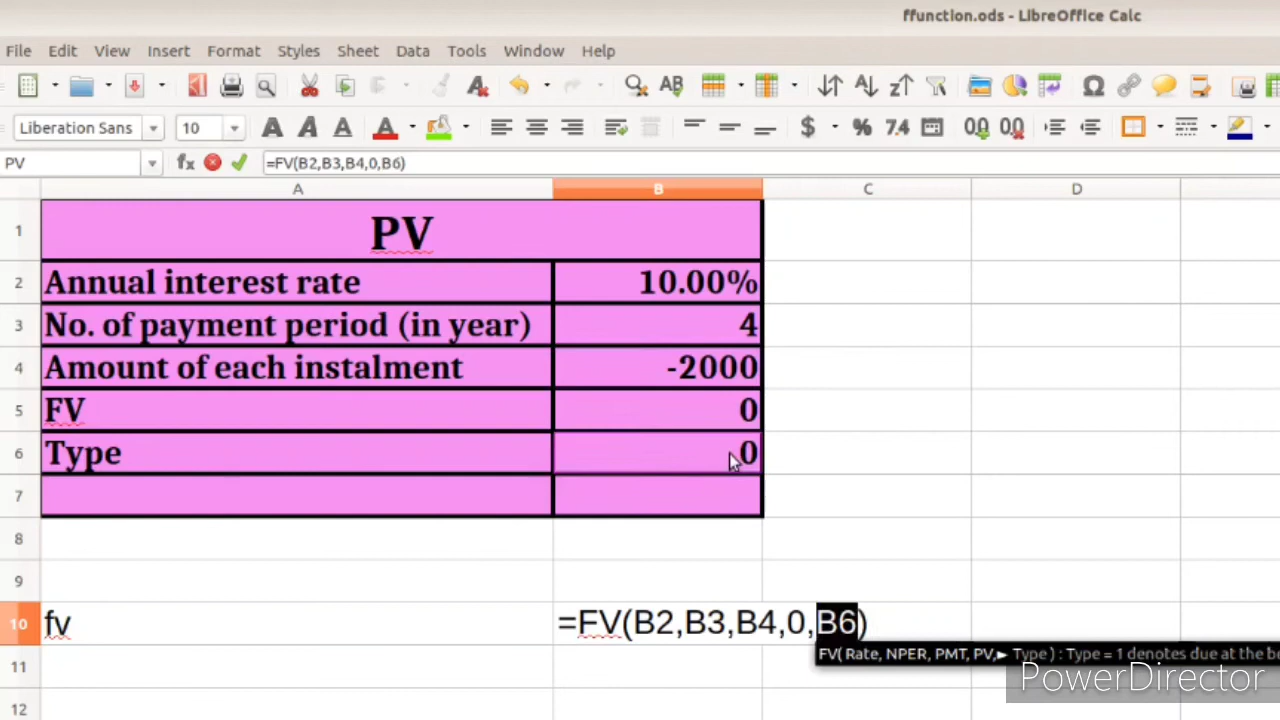 ffunction.ods - LibreOffice Calc
File Edit View Insert Format Styles Sheet Data Tools Window Help
Liberation Sans 10
PV =FV(B2,B3,B4,0,B6)
A B C D
1 PV
2 Annual interest rate 10.00%
3 No. of payment period (in year) 4
4 Amount of each instalment -2000
5 FV 0
6 Type 0
7
8
9
10 fv =FV(B2,B3,B4,0,B6)
FV( Rate, NPER, PMT, PV,► Type ) : Type = 1 denotes due at the be
11
12
PowerDirector